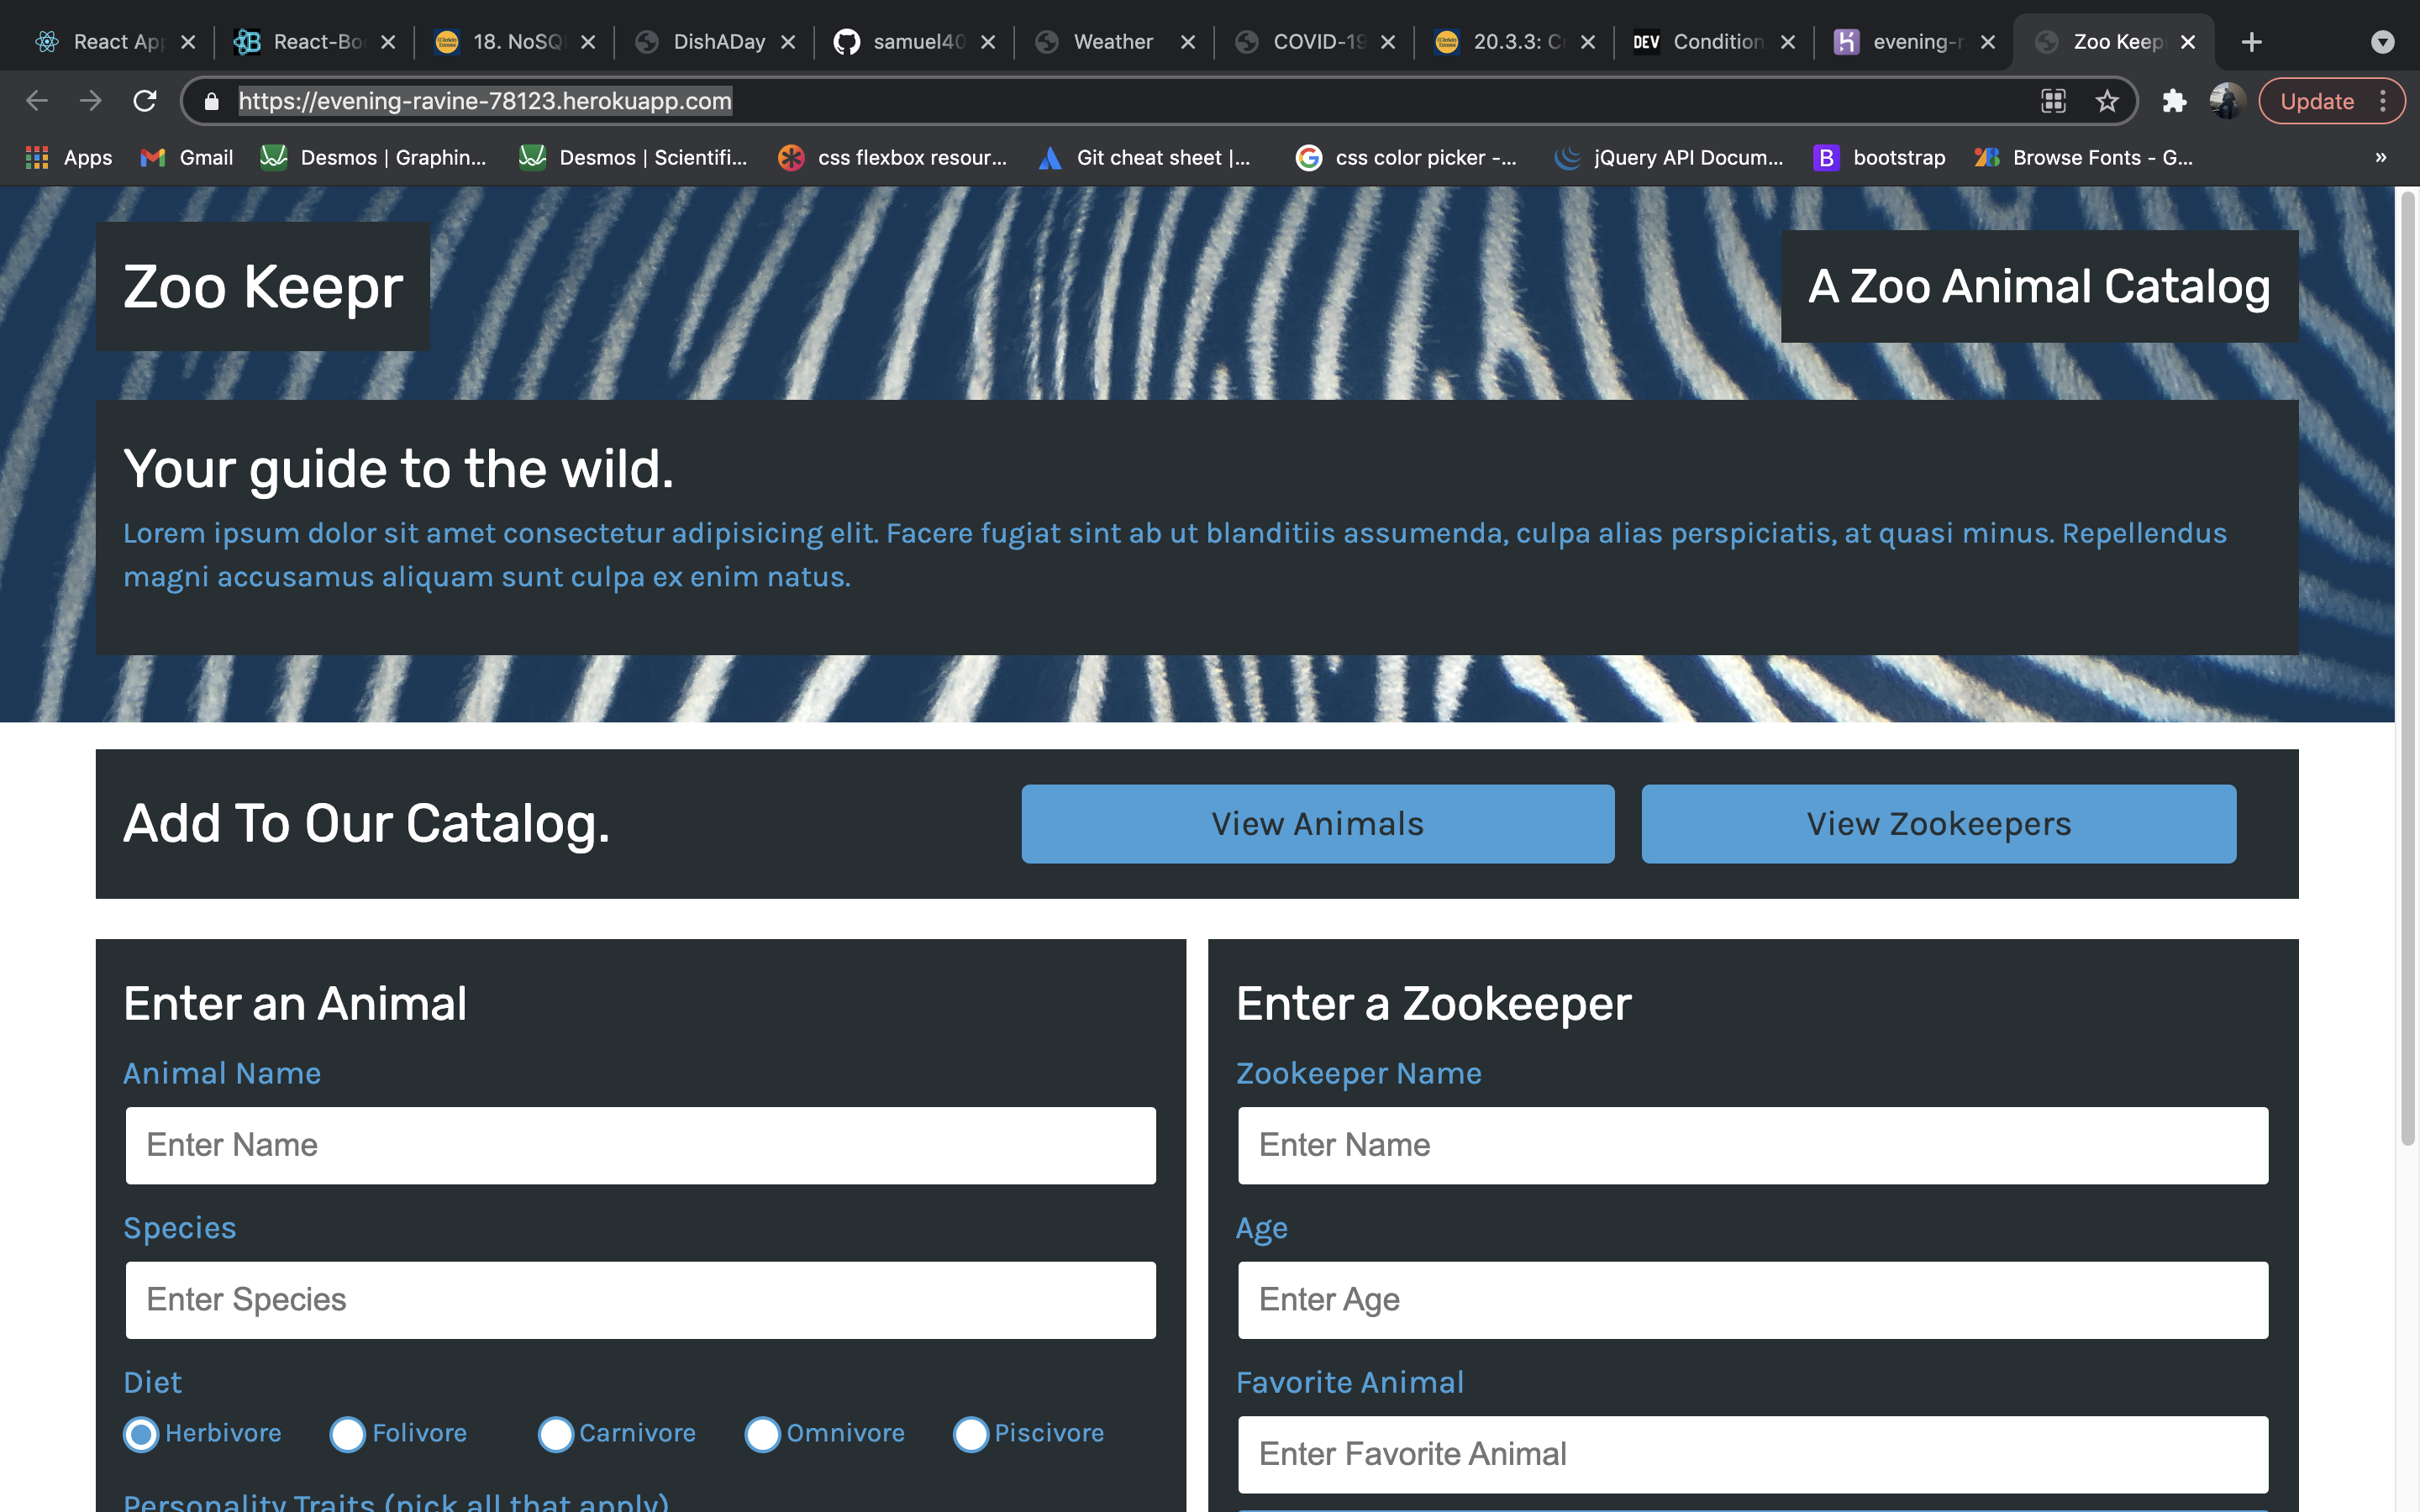 React App
React-Bo
18. NoSQL
DishADay
samuel40
Weather
COVID-19
20.3.3: C
DEV
Condition
evening-r
Zoo Keep
https://evening-ravine-78123.herokuapp.com
Update
Apps
Gmail
Desmos | Graphin...
Desmos | Scientifi...
css flexbox resour...
Git cheat sheet |...
css color picker -...
jQuery API Docum...
B
bootstrap
Browse Fonts - G...
»
Zoo Keepr
A Zoo Animal Catalog
Your guide to the wild.
Lorem ipsum dolor sit amet consectetur adipisicing elit. Facere fugiat sint ab ut blanditiis assumenda, culpa alias perspiciatis, at quasi minus. Repellendus
magni accusamus aliquam sunt culpa ex enim natus.
Add To Our Catalog.
View Animals
View Zookeepers
Enter an Animal
Animal Name
Enter Name
Species
Enter Species
Diet
Herbivore
Folivore
Carnivore
Omnivore
Piscivore
Personality Traits (pick all that apply)
Enter a Zookeeper
Zookeeper Name
Enter Name
Age
Enter Age
Favorite Animal
Enter Favorite Animal